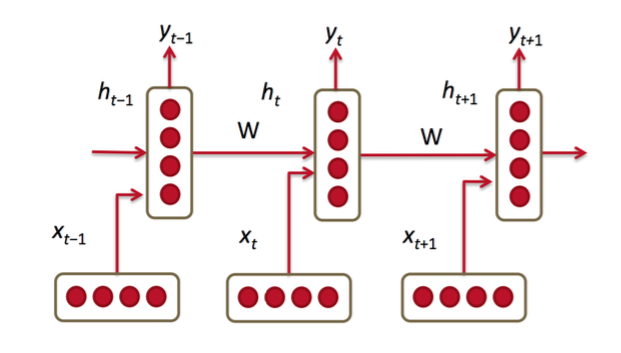 y_{t−1} y_t y_{t+1}
h_{t−1} h_t h_{t+1}
W W
x_{t−1} x_t x_{t+1}